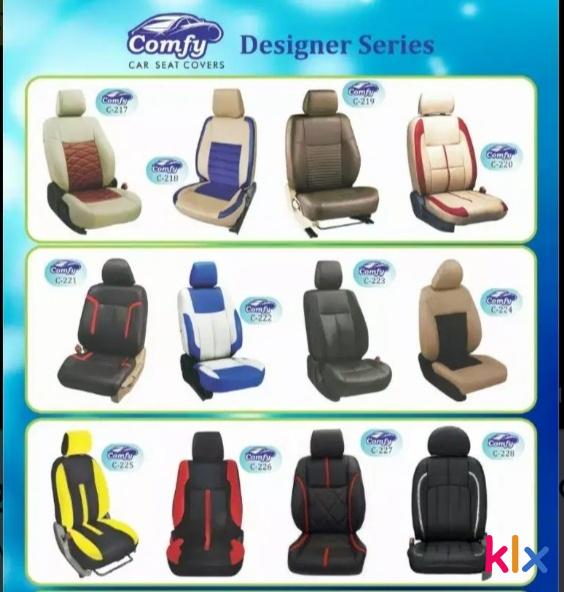 Comfy
CAR SEAT COVERS
Designer Series
Comfy
C-217
Comfy
C-218
Comfy
C-219
Comfy
C-220
Comfy
C-221
Comfy
C-222
Comfy
C-223
Comfy
C-224
Comfy
C-225
Comfy
C-226
Comfy
C-227
Comfy
C-228
klx